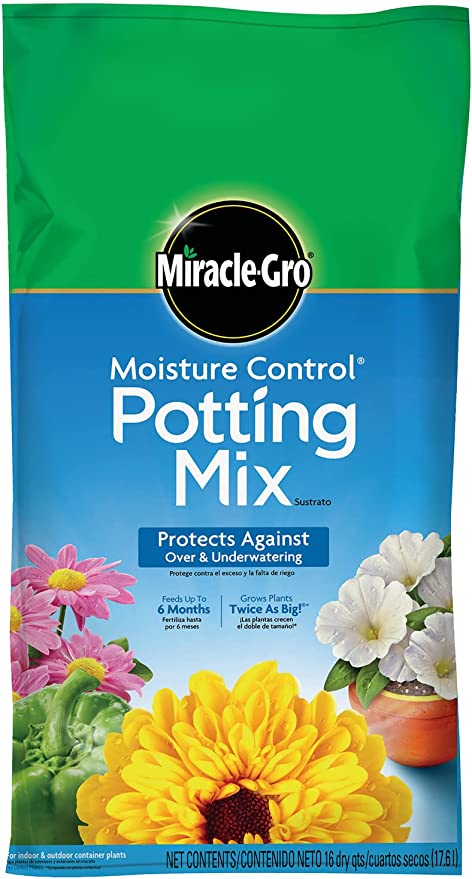 Miracle-Gro®
Moisture Control®
Potting
Mix
Sustrato
Protects Against
Over & Underwatering
Protege contra el exceso y la falta de riego
Feeds Up To
6 Months
Fertiliza hasta
por 6 meses
Grows Plants
Twice As Big!®*
¡Las plantas crecen
el doble de tamaño!*
For indoor & outdoor container plants
NET CONTENTS/CONTENIDO NETO 16 dry qts/cuartos secos (17.6 L)